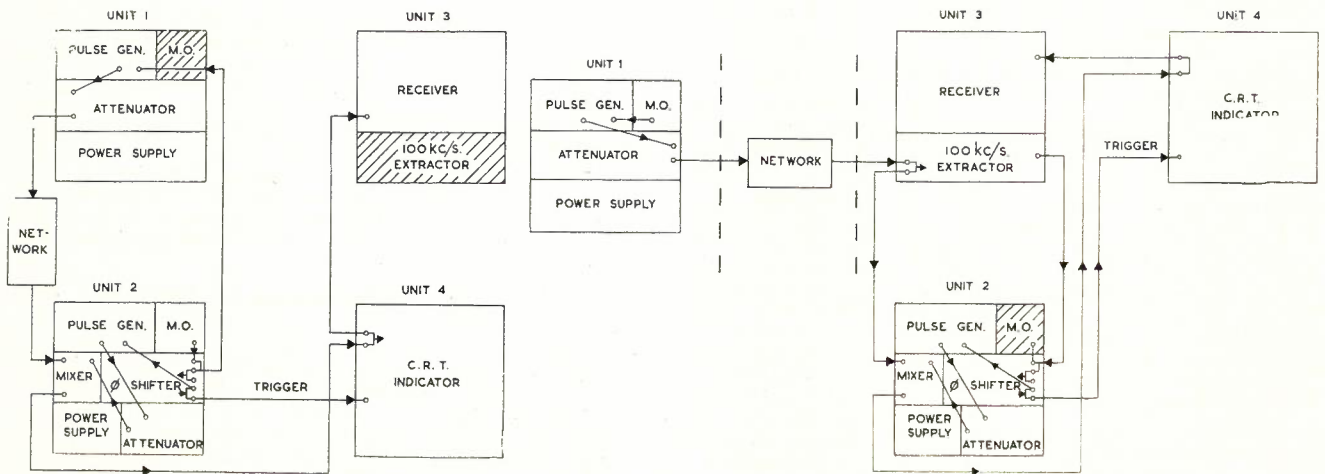 UNIT 1
PULSE GEN.
M.O.
ATTENUATOR
POWER SUPPLY
NET-
WORK
UNIT 2
PULSE GEN.
M.O.
MIXER
Φ SHIFTER
POWER
SUPPLY
ATTENUATOR
TRIGGER
UNIT 3
RECEIVER
100 KC/S.
EXTRACTOR
UNIT 4
C.R.T.
INDICATOR
UNIT 1
PULSE GEN.
M.O.
ATTENUATOR
POWER SUPPLY
NETWORK
UNIT 3
RECEIVER
100 KC/S.
EXTRACTOR
UNIT 4
C.R.T.
INDICATOR
TRIGGER
UNIT 2
PULSE GEN.
M.O.
MIXER
Φ SHIFTER
POWER
SUPPLY
ATTENUATOR